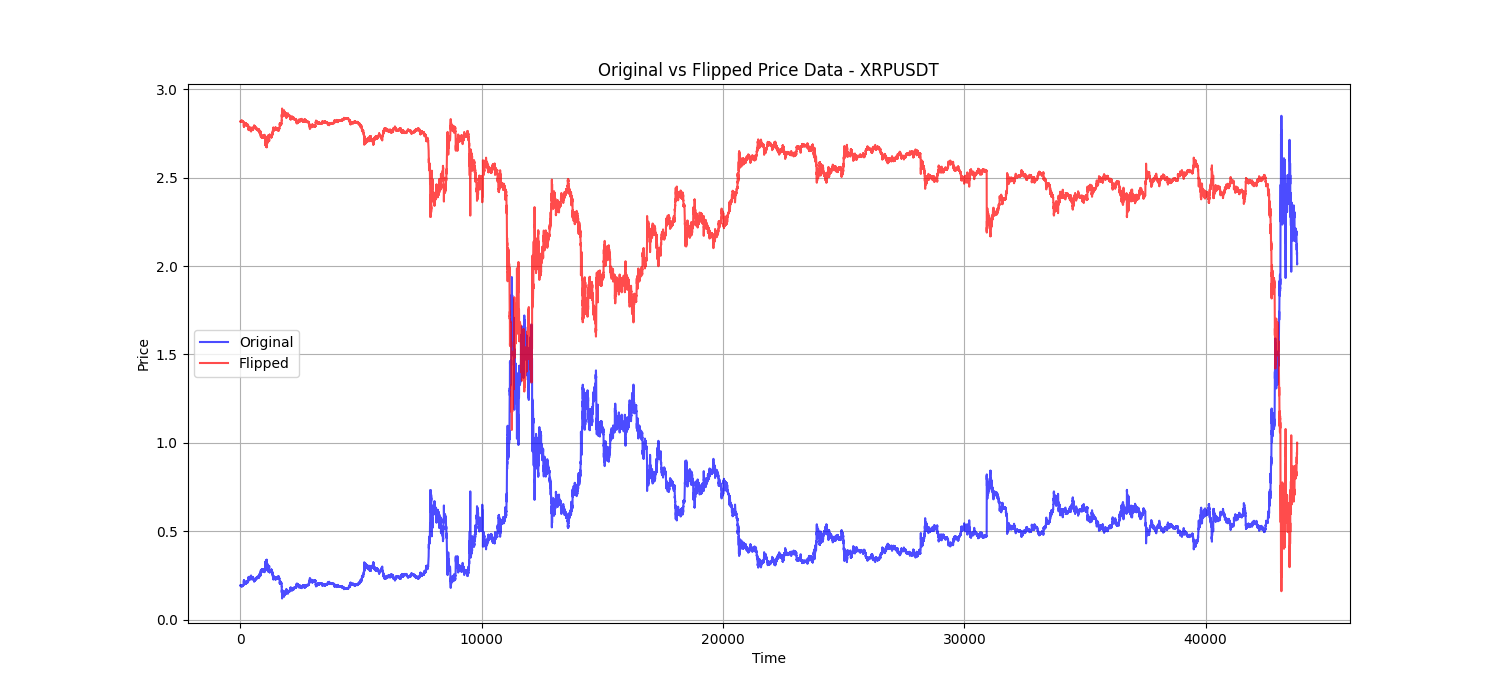 Original vs Flipped Price Data - XRPUSDT
3.0
2.5
2.0
1.5
1.0
0.5
0.0
Price
Original
Flipped
0
10000
20000
30000
40000
Time